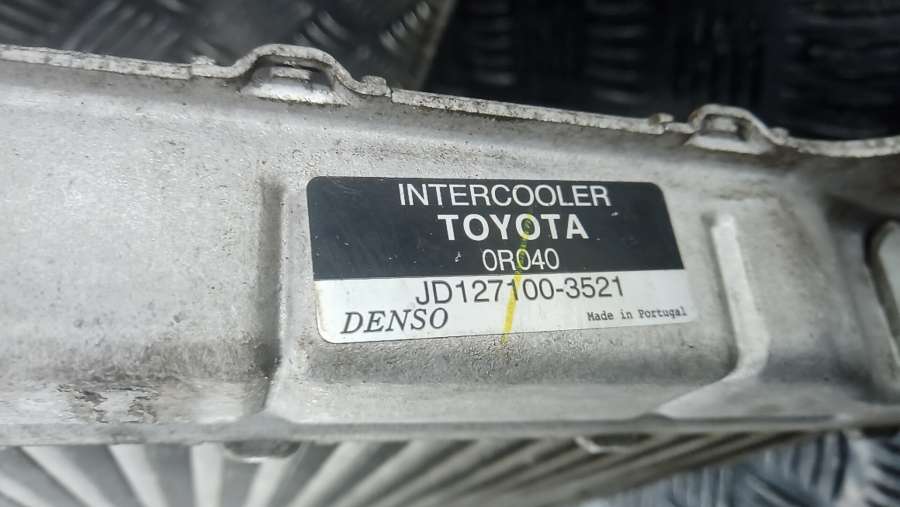 INTERCOOLER
TOYOTA
0R040
JD127100-3521
DENSO
Made in Portugal